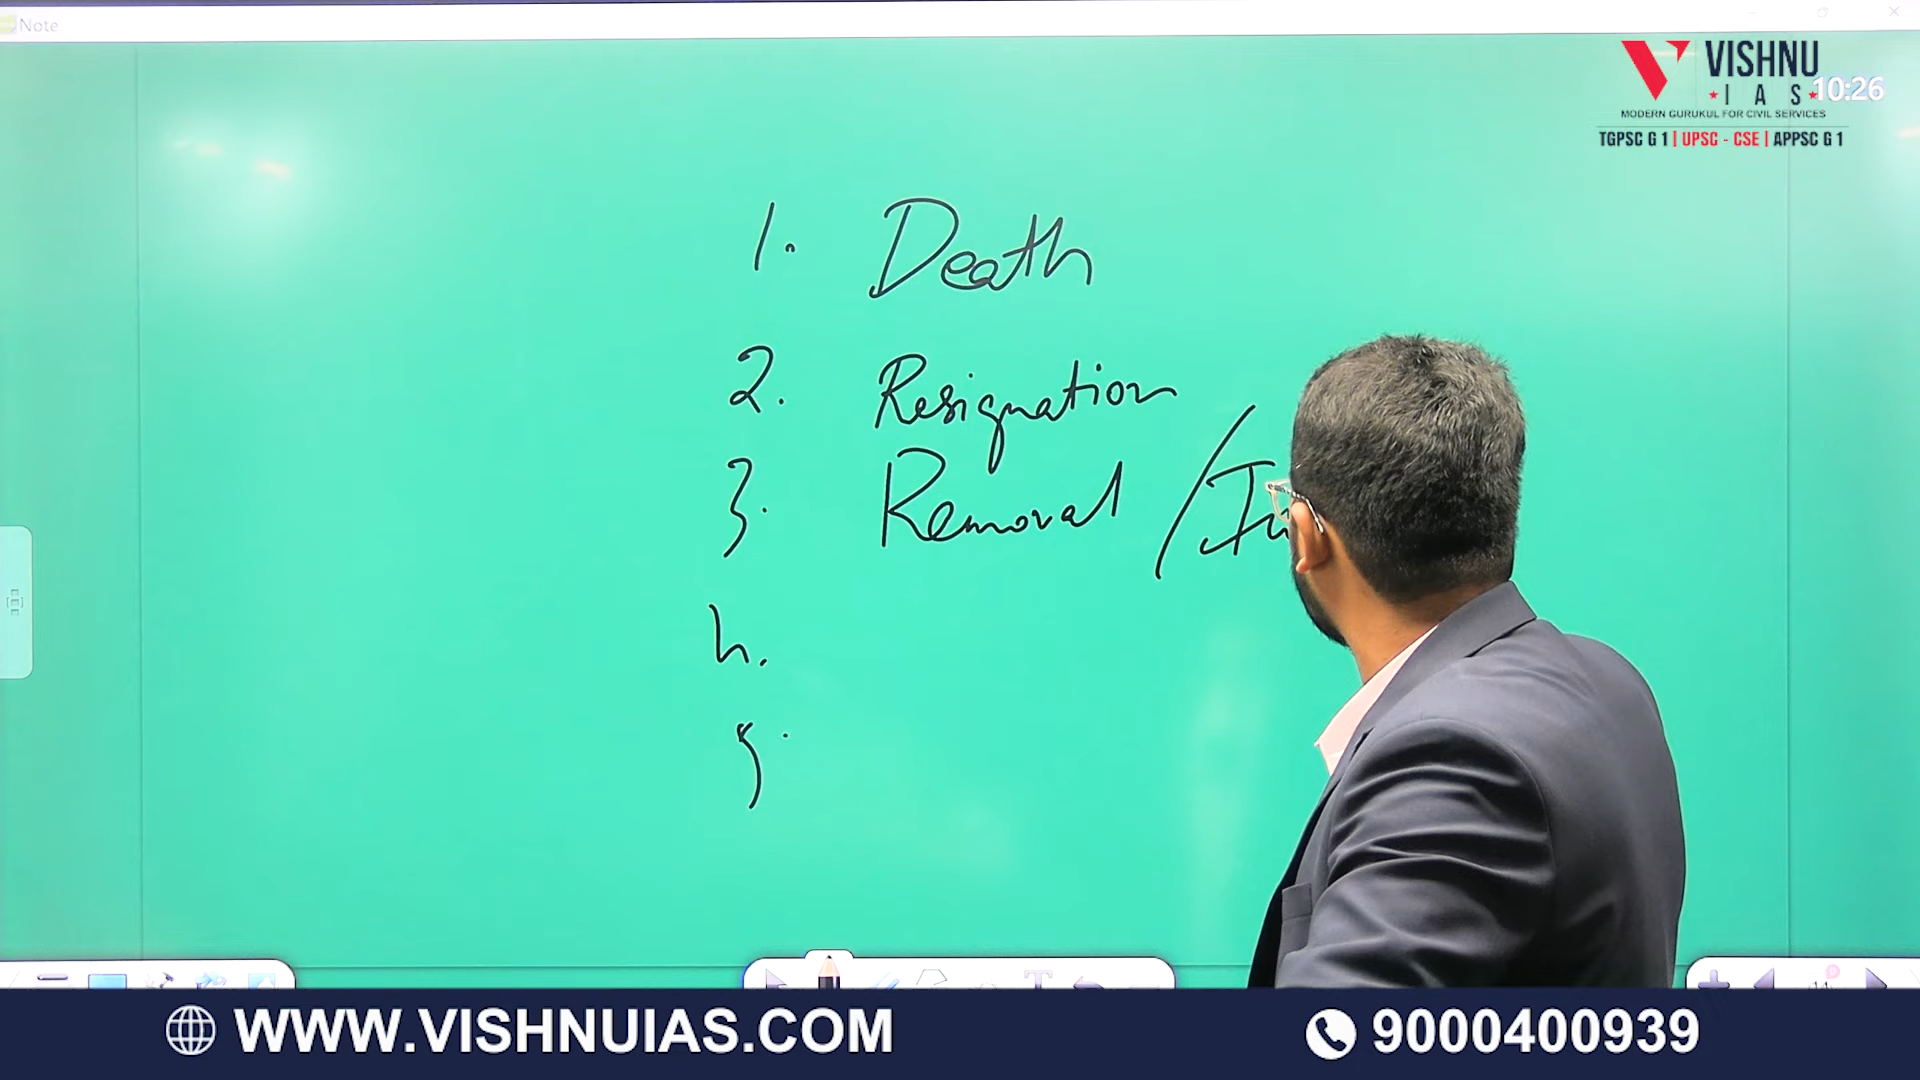 Note
VISHNU
IAS
10:26
MODERN GURUKUL FOR CIVIL SERVICES
TGPSC G 1 | UPSC - CSE | APPSC G 1
1. Death
2. Resignation
3. Removal /
4.
5.
WWW.VISHNUIAS.COM
9000400939